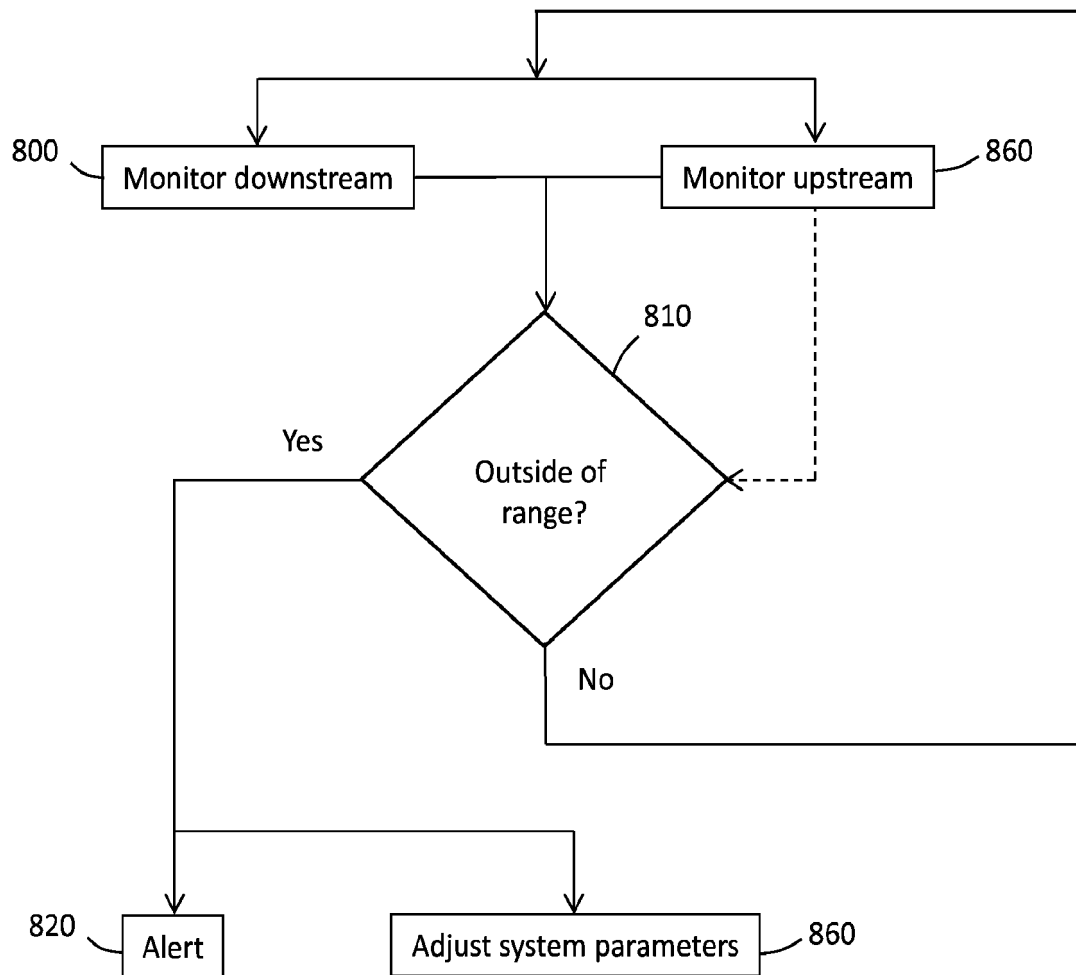 800
Monitor downstream
Monitor upstream
860
810
Yes
Outside of
range?
No
820
Alert
Adjust system parameters
860